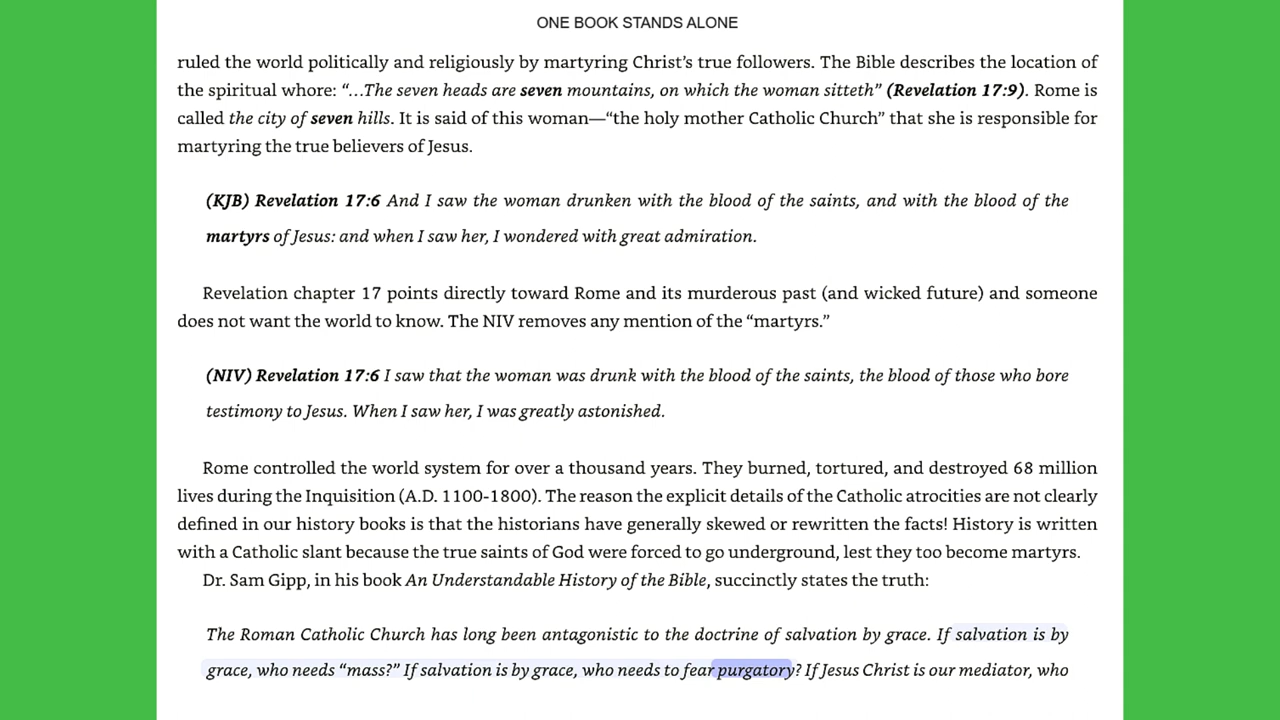 ONE BOOK STANDS ALONE
ruled the world politically and religiously by martyring Christ’s true followers. The Bible describes the location of
the spiritual whore: “…The seven heads are seven mountains, on which the woman sitteth” (Revelation 17:9). Rome is
called the city of seven hills. It is said of this woman—“the holy mother Catholic Church” that she is responsible for
martyring the true believers of Jesus.
(KJB) Revelation 17:6 And I saw the woman drunken with the blood of the saints, and with the blood of the
martyrs of Jesus: and when I saw her, I wondered with great admiration.
Revelation chapter 17 points directly toward Rome and its murderous past (and wicked future) and someone
does not want the world to know. The NIV removes any mention of the “martyrs.”
(NIV) Revelation 17:6 I saw that the woman was drunk with the blood of the saints, the blood of those who bore
testimony to Jesus. When I saw her, I was greatly astonished.
Rome controlled the world system for over a thousand years. They burned, tortured, and destroyed 68 million
lives during the Inquisition (A.D. 1100-1800). The reason the explicit details of the Catholic atrocities are not clearly
defined in our history books is that the historians have generally skewed or rewritten the facts! History is written
with a Catholic slant because the true saints of God were forced to go underground, lest they too become martyrs.
Dr. Sam Gipp, in his book An Understandable History of the Bible, succinctly states the truth:
The Roman Catholic Church has long been antagonistic to the doctrine of salvation by grace. If salvation is by
grace, who needs “mass?” If salvation is by grace, who needs to fear purgatory? If Jesus Christ is our mediator, who